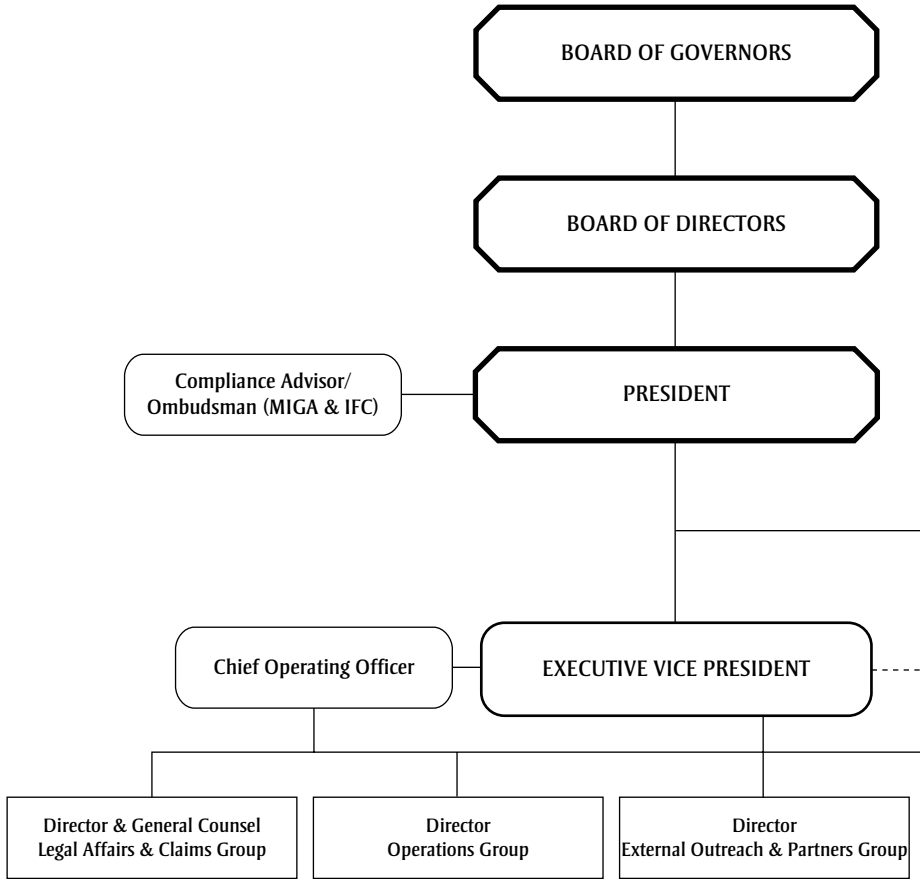 BOARD OF GOVERNORS
BOARD OF DIRECTORS
Compliance Advisor/
Ombudsman (MIGA & IFC)
PRESIDENT
Chief Operating Officer
EXECUTIVE VICE PRESIDENT
Director & General Counsel
Legal Affairs & Claims Group
Director
Operations Group
Director
External Outreach & Partners Group